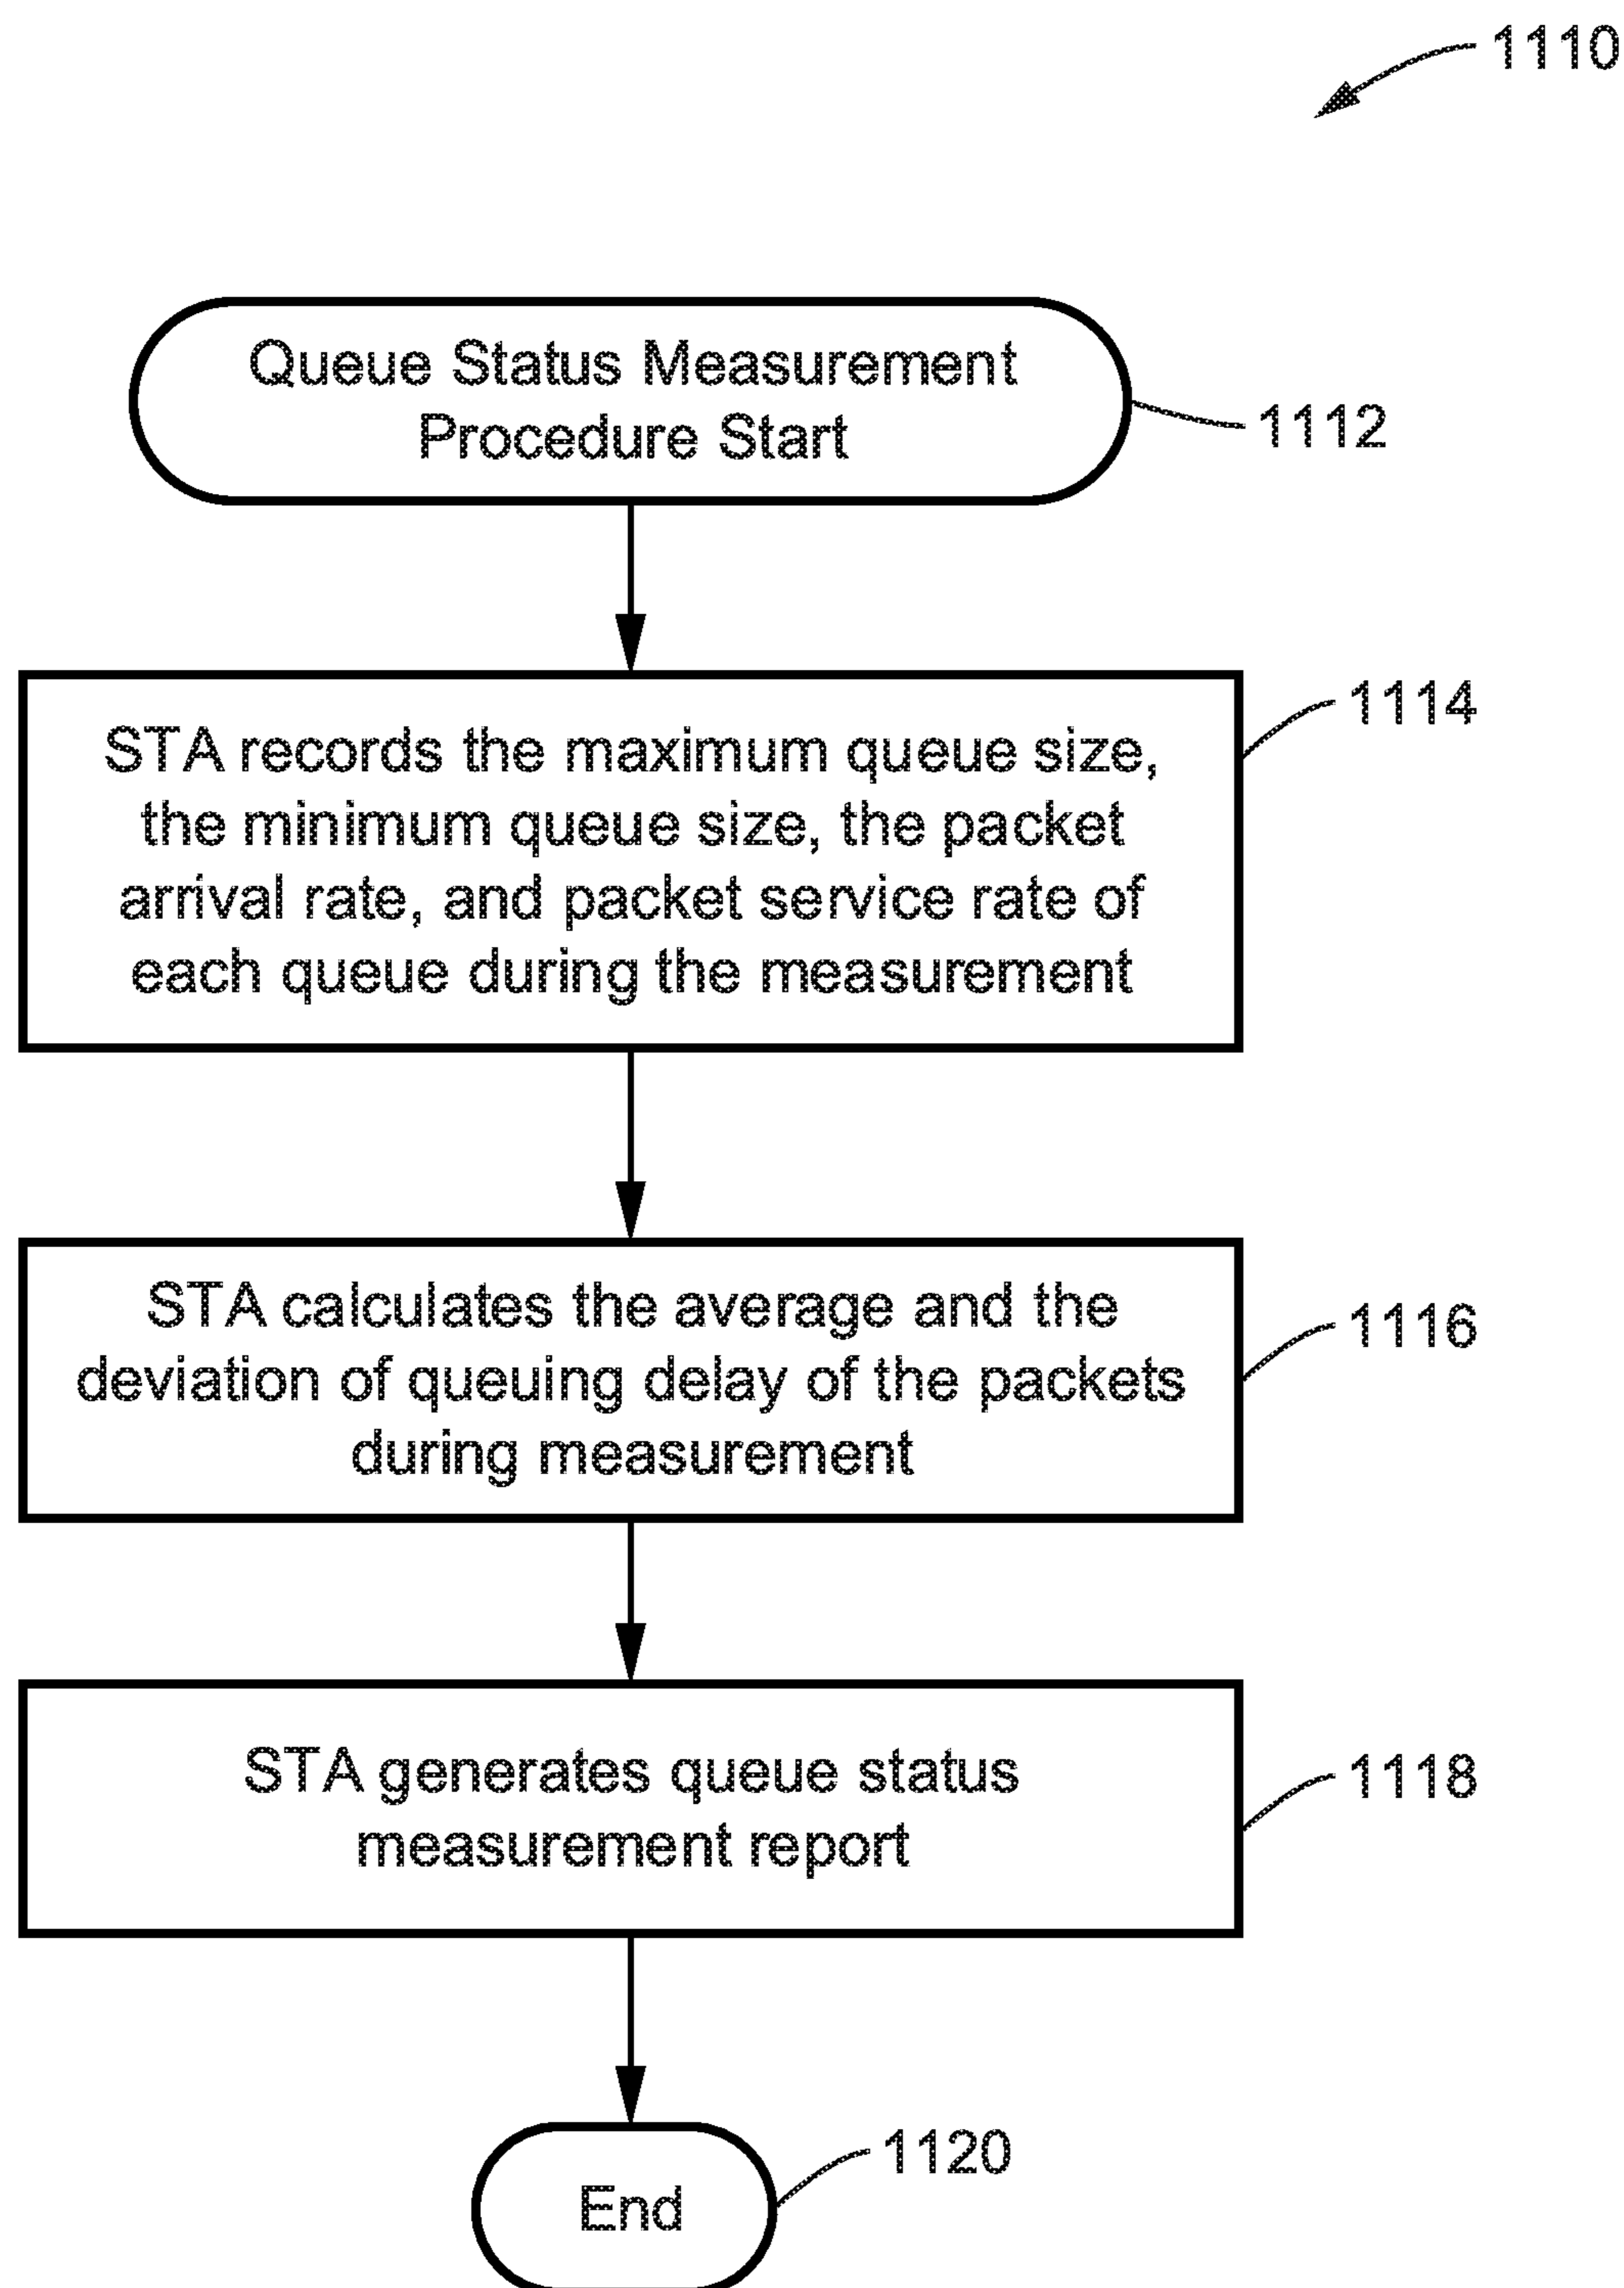 1110
Queue Status Measurement
Procedure Start
1112
STA records the maximum queue size,
the minimum queue size, the packet
arrival rate, and packet service rate of
each queue during the measurement
1114
STA calculates the average and the
deviation of queuing delay of the packets
during measurement
1116
STA generates queue status
measurement report
1118
End
1120